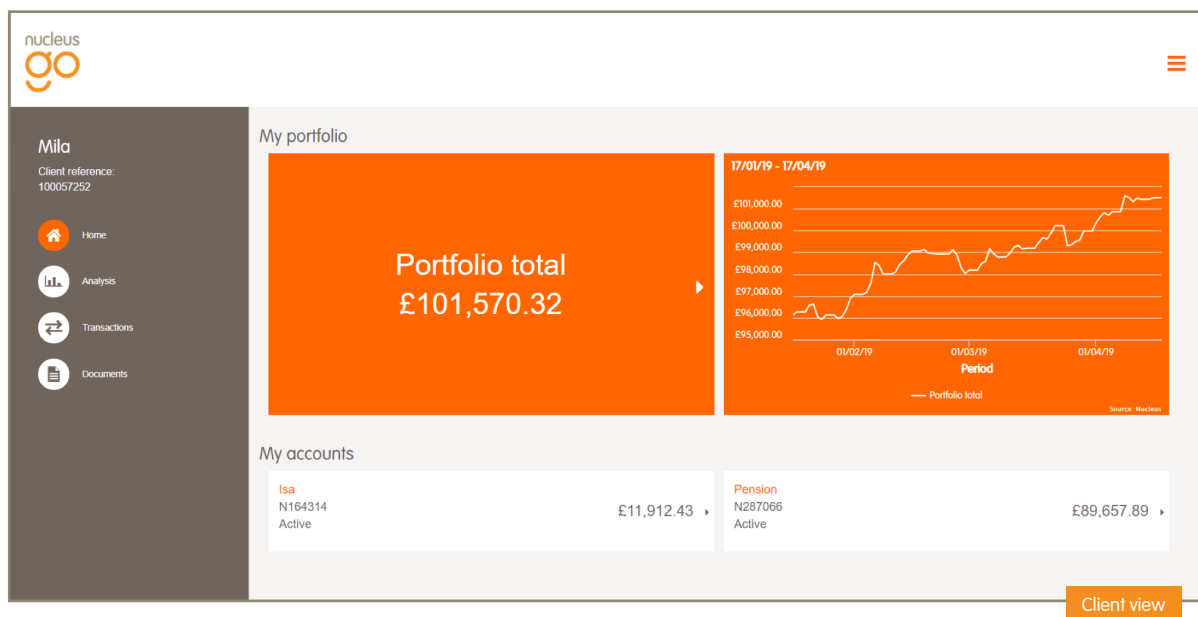 nucleus
go
Mila
Client reference:
100057252
Home
Analysis
Transactions
Documents
My portfolio
Portfolio total
£101,570.32
17/01/19 - 17/04/19
£101,000.00
£100,000.00
£99,000.00
£98,000.00
£97,000.00
£96,000.00
£95,000.00
01/02/19 01/03/19 01/04/19
Period
Portfolio total
Source: Nucleus
My accounts
Isa
N164314
Active
£11,912.43
Pension
N287066
Active
£89,657.89
Client view